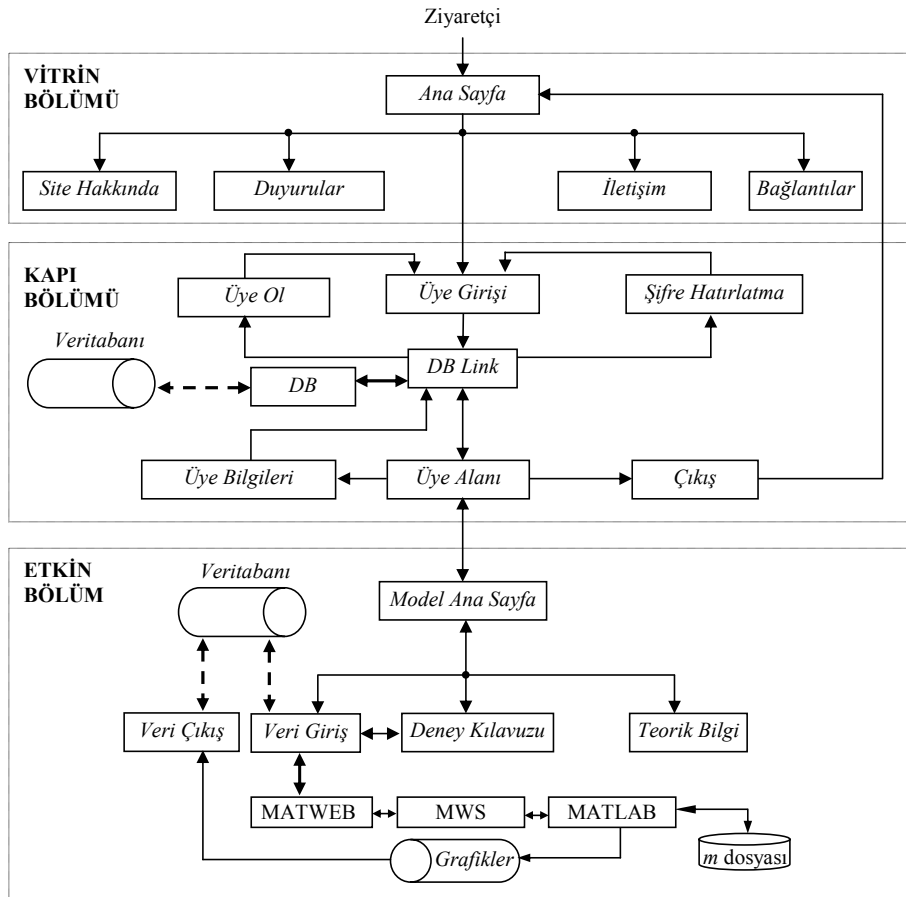 Ziyaretçi
VİTRİN
BÖLÜMÜ
Ana Sayfa
Site Hakkında
Duyurular
İletişim
Bağlantılar
KAPI
BÖLÜMÜ
Üye Ol
Üye Girişi
Şifre Hatırlatma
Veritabanı
DB
DB Link
Üye Bilgileri
Üye Alanı
Çıkış
ETKİN
BÖLÜM
Veritabanı
Model Ana Sayfa
Veri Çıkış
Veri Giriş
Deney Kılavuzu
Teorik Bilgi
MATWEB
MWS
MATLAB
Grafikler
m dosyası